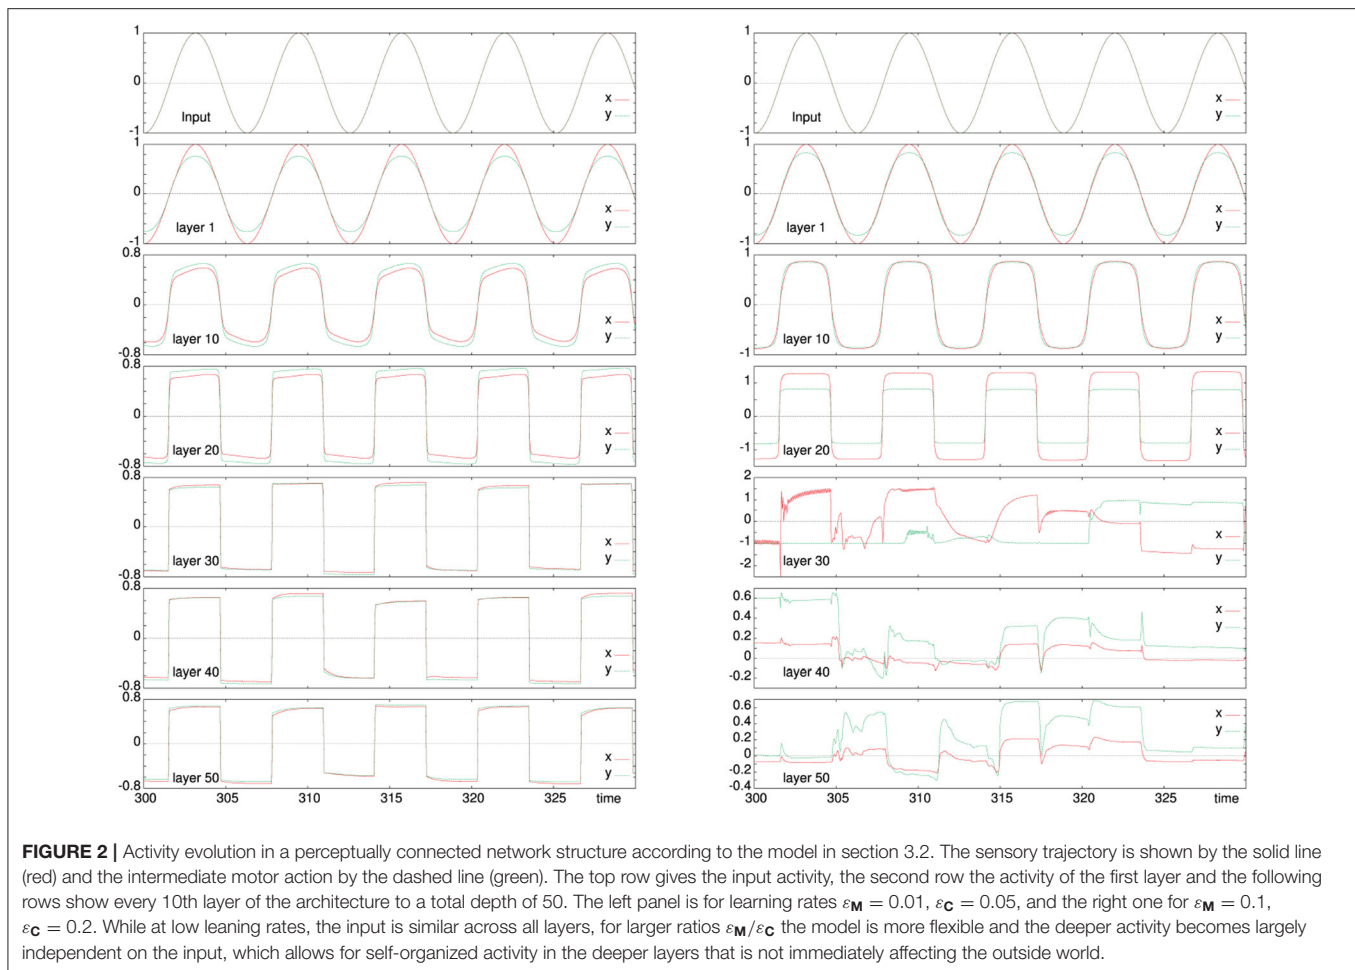 1
0
-1
Input
x
y
1
0
-1
layer 1
x
y
0.8
0
-0.8
layer 10
x
y
0.8
0
-0.8
layer 20
x
y
0.8
0
-0.8
layer 30
x
y
0.8
0
-0.8
layer 40
x
y
0.8
0
-0.8
layer 50
x
y
300 305 310 315 320 325 time
1
0
-1
Input
x
y
1
0
-1
layer 1
x
y
1
0
-1
layer 10
x
y
1
0
-1
layer 20
x
y
2
1
0
-1
-2
layer 30
x
y
0.6
0.4
0.2
0
-0.2
layer 40
x
y
0.6
0.4
0.2
0
-0.2
0.4
layer 50
x
y
300 305 310 315 320 325 time
FIGURE 2 | Activity evolution in a perceptually connected network structure according to the model in section 3.2. The sensory trajectory is shown by the solid line
(red) and the intermediate motor action by the dashed line (green). The top row gives the input activity, the second row the activity of the first layer and the following
rows show every 10th layer of the architecture to a total depth of 50. The left panel is for learning rates εM = 0.01, εC = 0.05, and the right one for εM = 0.1,
εC = 0.2. While at low leaning rates, the input is similar across all layers, for larger ratios εM/εC the model is more flexible and the deeper activity becomes largely
independent on the input, which allows for self-organized activity in the deeper layers that is not immediately affecting the outside world.